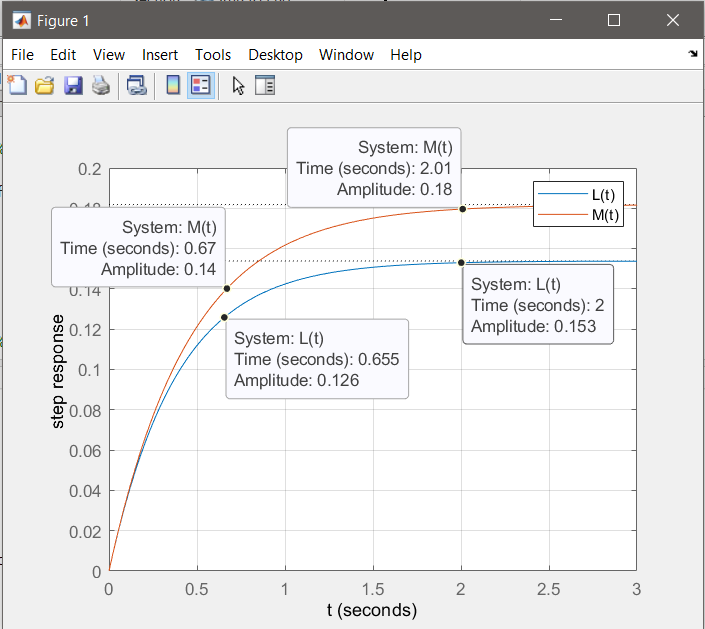 Figure 1
File Edit View Insert Tools Desktop Window Help
System: M(t)
Time (seconds): 2.01
Amplitude: 0.18
0.2
L(t)
M(t)
System: M(t)
Time (seconds): 0.67
Amplitude: 0.14
0.14
System: L(t)
Time (seconds): 2
Amplitude: 0.153
0.12
System: L(t)
Time (seconds): 0.655
Amplitude: 0.126
0.1
0.08
0.06
0.04
0.02
0
step response
0 0.5 1 1.5 2 2.5 3
t (seconds)